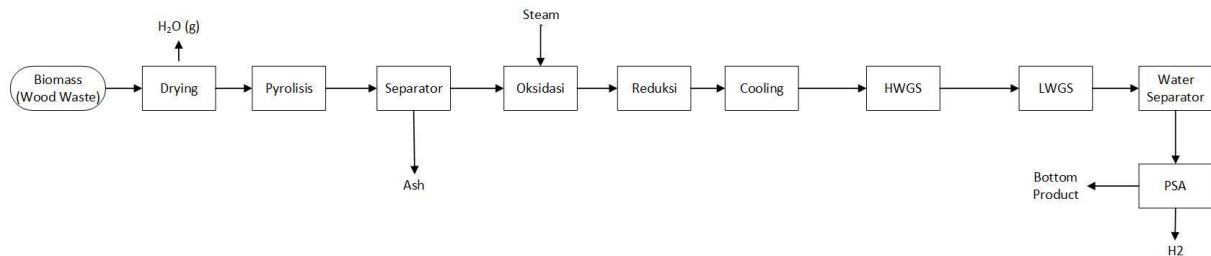 Steam
H₂O (g)
Biomass
(Wood Waste)
Drying
Pyrolisis
Separator
Oksidasi
Reduksi
Cooling
HWGS
LWGS
Water
Separator
Ash
Bottom
Product
PSA
H2